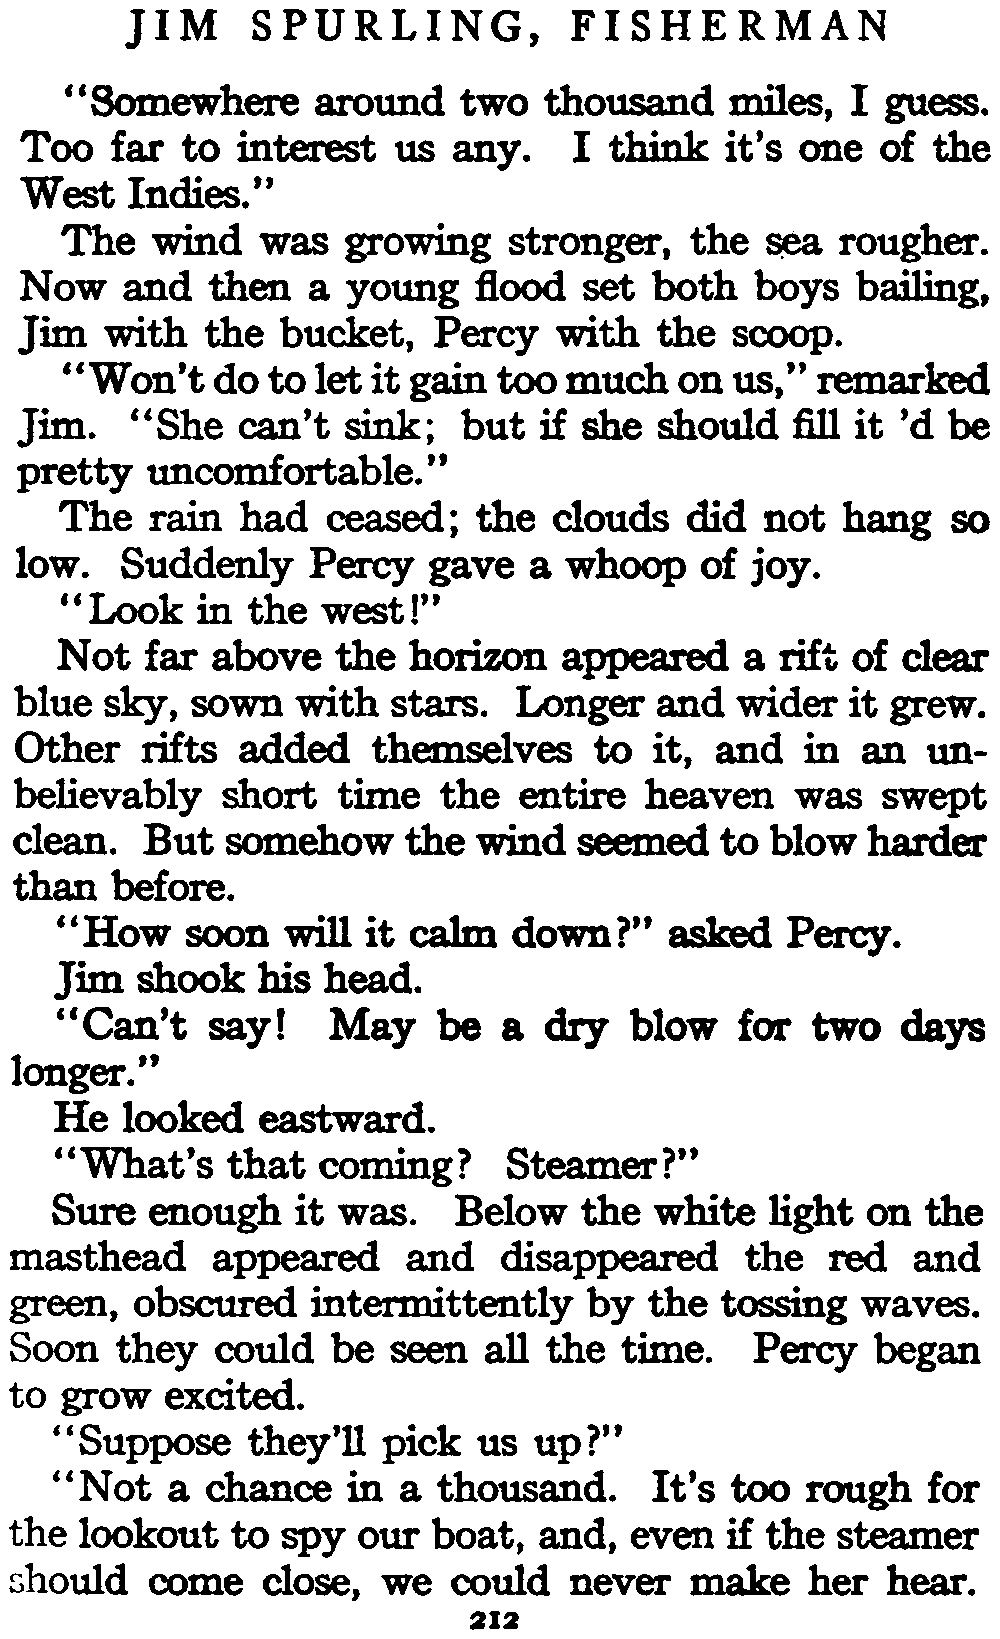 JIM SPURLING, FISHERMAN
"Somewhere around two thousand miles, I guess.
Too far to interest us any. I think it's one of the
West Indies."
The wind was growing stronger, the sea rougher.
Now and then a young flood set both boys bailing,
Jim with the bucket, Percy with the scoop.
"Won't do to let it gain too much on us," remarked
Jim. "She can't sink; but if she should fill it 'd be
pretty uncomfortable."
The rain had ceased; the clouds did not hang so
low. Suddenly Percy gave a whoop of joy.
"Look in the west!"
Not far above the horizon appeared a rift of clear
blue sky, sown with stars. Longer and wider it grew.
Other rifts added themselves to it, and in an un-
believably short time the entire heaven was swept
clean. But somehow the wind seemed to blow harder
than before.
"How soon will it calm down?" asked Percy.
Jim shook his head.
"Can't say! May be a dry blow for two days
longer."
He looked eastward.
"What's that coming? Steamer?"
Sure enough it was. Below the white light on the
masthead appeared and disappeared the red and
green, obscured intermittently by the tossing waves.
Soon they could be seen all the time. Percy began
to grow excited.
"Suppose they'll pick us up?"
"Not a chance in a thousand. It's too rough for
the lookout to spy our boat, and, even if the steamer
should come close, we could never make her hear.
212